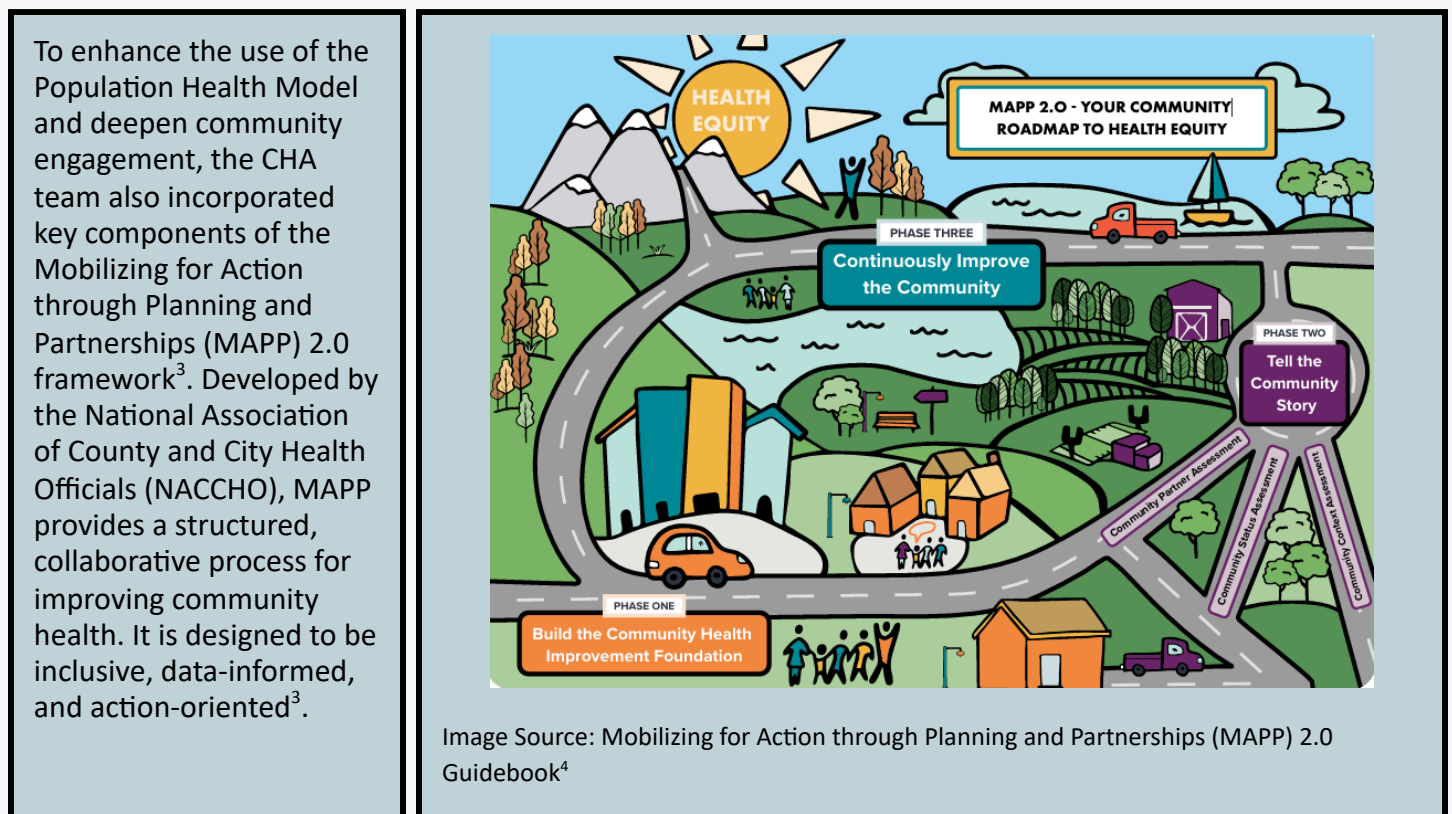 To enhance the use of the
Population Health Model
and deepen community
engagement, the CHA
team also incorporated
key components of the
Mobilizing for Action
through Planning and
Partnerships (MAPP) 2.0
framework³. Developed by
the National Association
of County and City Health
Officials (NACCHO), MAPP
provides a structured,
collaborative process for
improving community
health. It is designed to be
inclusive, data-informed,
and action-oriented³.
HEALTH
EQUITY
MAPP 2.0 - YOUR COMMUNITY
ROADMAP TO HEALTH EQUITY
PHASE THREE
Continuously Improve
the Community
PHASE TWO
Tell the
Community
Story
Community Partner Assessment
Community Status Assessment
Community Context Assessment
PHASE ONE
Build the Community Health
Improvement Foundation
Image Source: Mobilizing for Action through Planning and Partnerships (MAPP) 2.0
Guidebook⁴